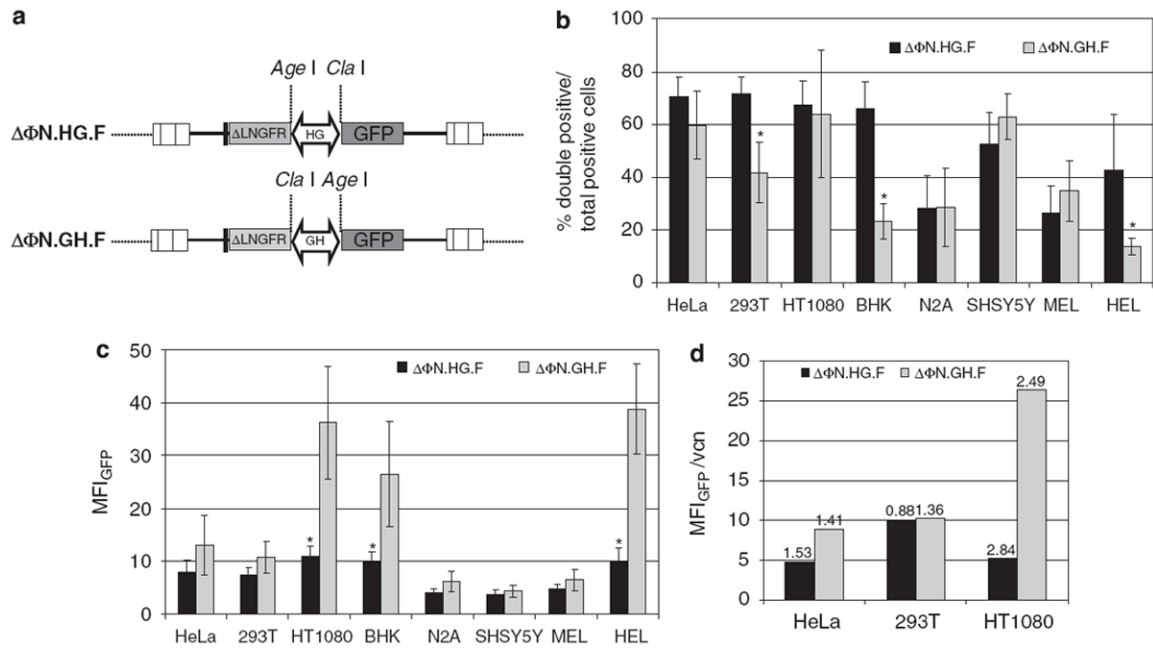 a
Age I Cla I
ΔΦN.HG.F
ΔLNGFR
HG
GFP
Cla I Age I
ΔΦN.GH.F
ΔLNGFR
GH
GFP
b
% double positive/
total positive cells
100
80
60
40
20
0
ΔΦN.HG.F ΔΦN.GH.F
*
*
*
HeLa 293T HT1080 BHK N2A SHSY5Y MEL HEL
c
MFIGFP
50
40
30
20
10
0
ΔΦN.HG.F ΔΦN.GH.F
*
*
*
HeLa 293T HT1080 BHK N2A SHSY5Y MEL HEL
d
MFIGFP/vcn
30
25
20
15
10
5
0
ΔΦN.HG.F ΔΦN.GH.F
1.53
1.41
0.88
1.36
2.84
2.49
HeLa 293T HT1080